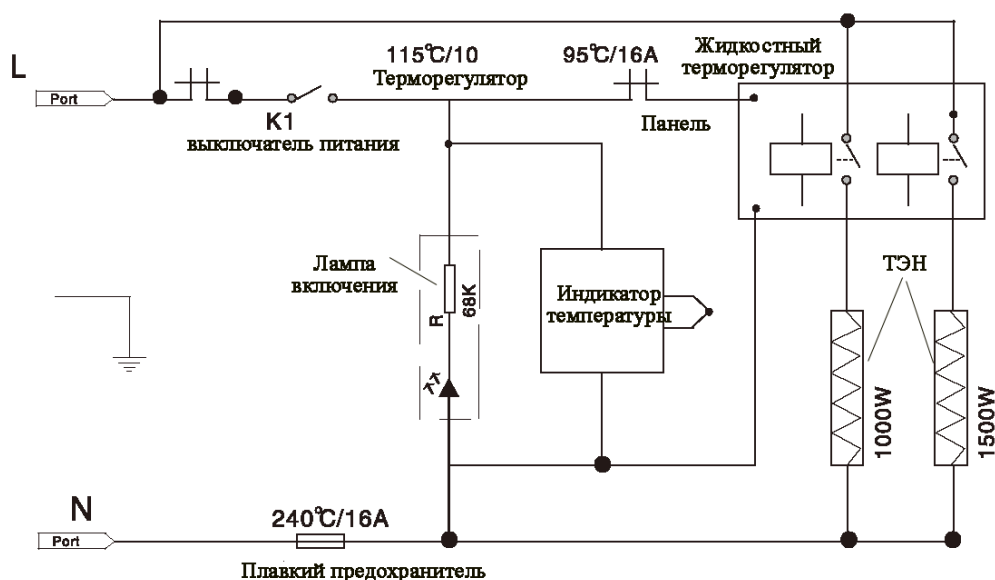 L
Port
115°C/10
Терморегулятор
95°C/16A
Жидкостный
терморегулятор
K1
выключатель питания
Панель
Лампа
включения
R
68K
Индикатор
температуры
ТЭН
1000W
1500W
N
Port
240°C/16A
Плавкий предохранитель